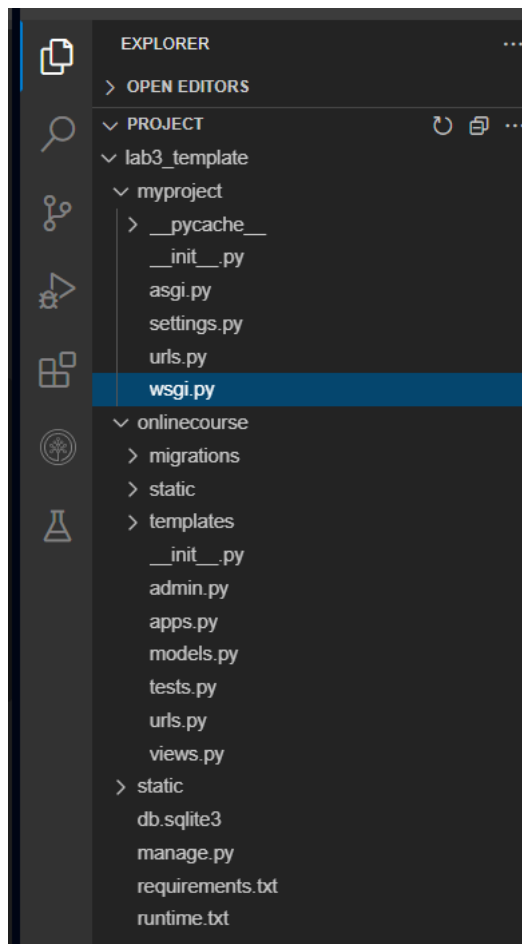 EXPLORER
OPEN EDITORS
PROJECT
lab3_template
myproject
__pycache__
__init__.py
asgi.py
settings.py
urls.py
wsgi.py
onlinecourse
migrations
static
templates
__init__.py
admin.py
apps.py
models.py
tests.py
urls.py
views.py
static
db.sqlite3
manage.py
requirements.txt
runtime.txt